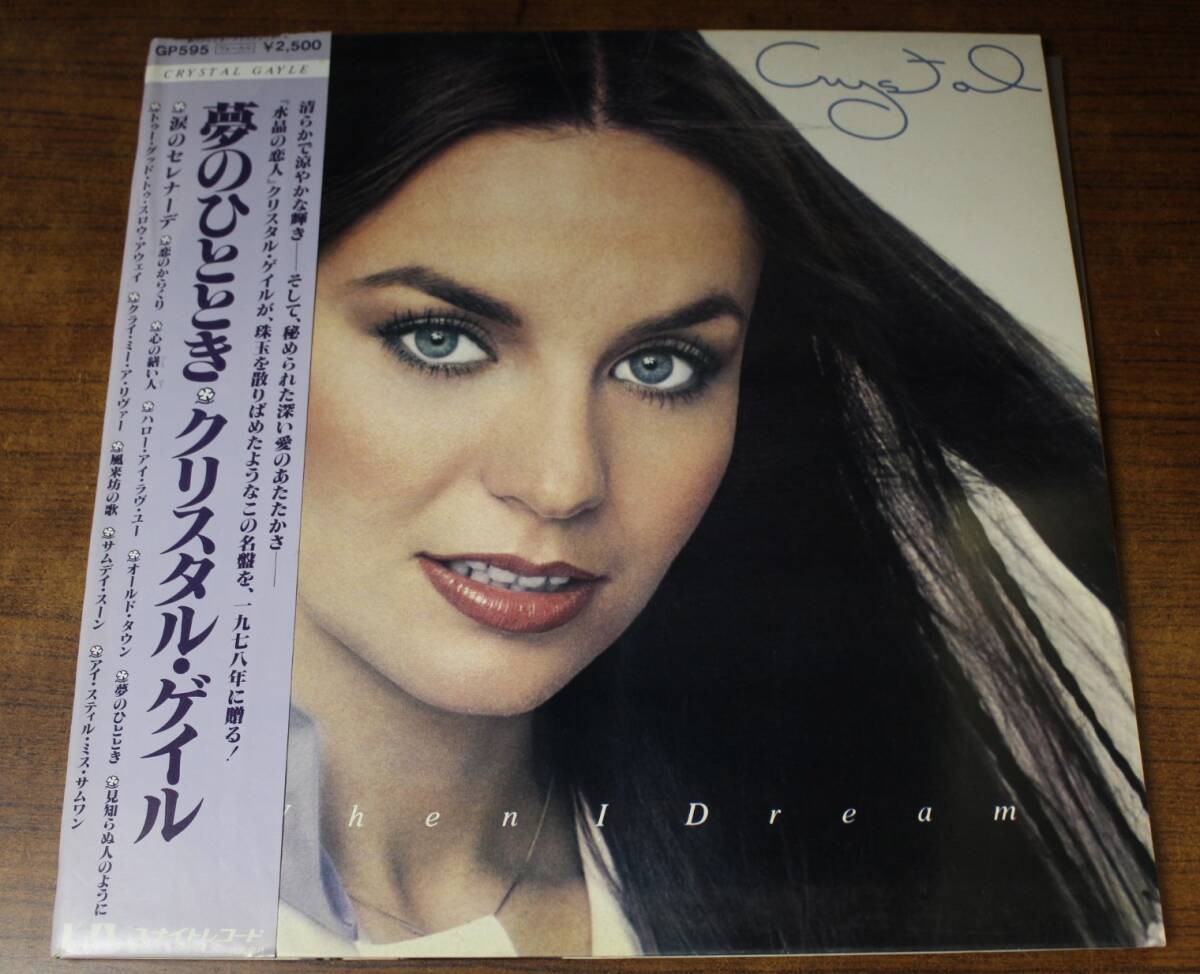 GP595 ¥2,500
CRYSTAL GAYLE
清らかで涼やかな輝き——そして、秘められた深い愛のあたたかさ——
『水晶の恋人』クリスタル・ゲイルが、珠玉を散りばめたようなこの名盤を、一九七八年に贈る!
夢のひととき クリスタル・ゲイル
涙のセレナーデ 恋のからくり 心の繕い人 ハロー・アイ・ラヴ・ユー オールド・タウン 夢のひととき 見知らぬ人のように
トゥー・グッド・トゥ・スロウ・アウェイ クライ・ミー・ア・リヴァー 風来坊の歌 サムデイ・スーン アイ・スティル・ミス・サムワン
ユナイトレコード
Crystal
When I Dream